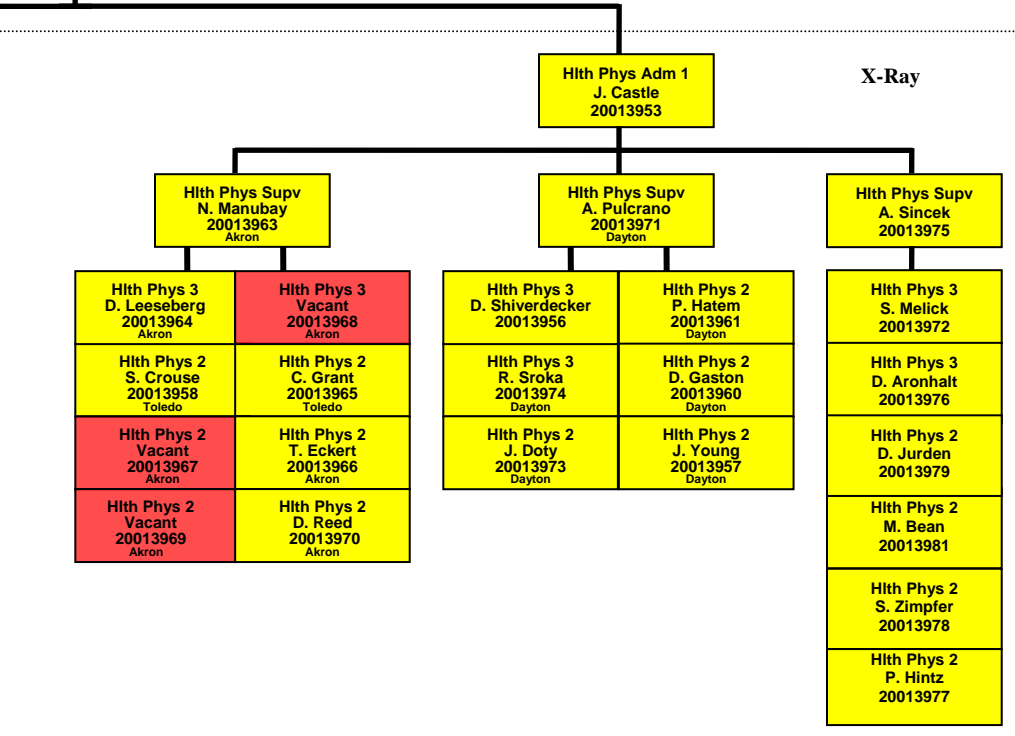 X-Ray
Hlth Phys Adm 1
J. Castle
20013953
Hlth Phys Supv
N. Manubay
20013963
Akron
Hlth Phys 3
D. Leeseberg
20013964
Akron
Hlth Phys 3
Vacant
20013968
Akron
Hlth Phys 2
S. Crouse
20013958
Toledo
Hlth Phys 2
C. Grant
20013965
Toledo
Hlth Phys 2
Vacant
20013967
Akron
Hlth Phys 2
T. Eckert
20013966
Akron
Hlth Phys 2
Vacant
20013969
Akron
Hlth Phys 2
D. Reed
20013970
Akron
Hlth Phys Supv
A. Pulcrano
20013971
Dayton
Hlth Phys 3
D. Shiverdecker
20013956
Hlth Phys 2
P. Hatem
20013961
Dayton
Hlth Phys 3
R. Sroka
20013974
Dayton
Hlth Phys 2
D. Gaston
20013960
Dayton
Hlth Phys 2
J. Doty
20013973
Dayton
Hlth Phys 2
J. Young
20013957
Dayton
Hlth Phys Supv
A. Sincek
20013975
Hlth Phys 3
S. Melick
20013972
Hlth Phys 3
D. Aronhalt
20013976
Hlth Phys 2
D. Jurden
20013979
Hlth Phys 2
M. Bean
20013981
Hlth Phys 2
S. Zimpfer
20013978
Hlth Phys 2
P. Hintz
20013977